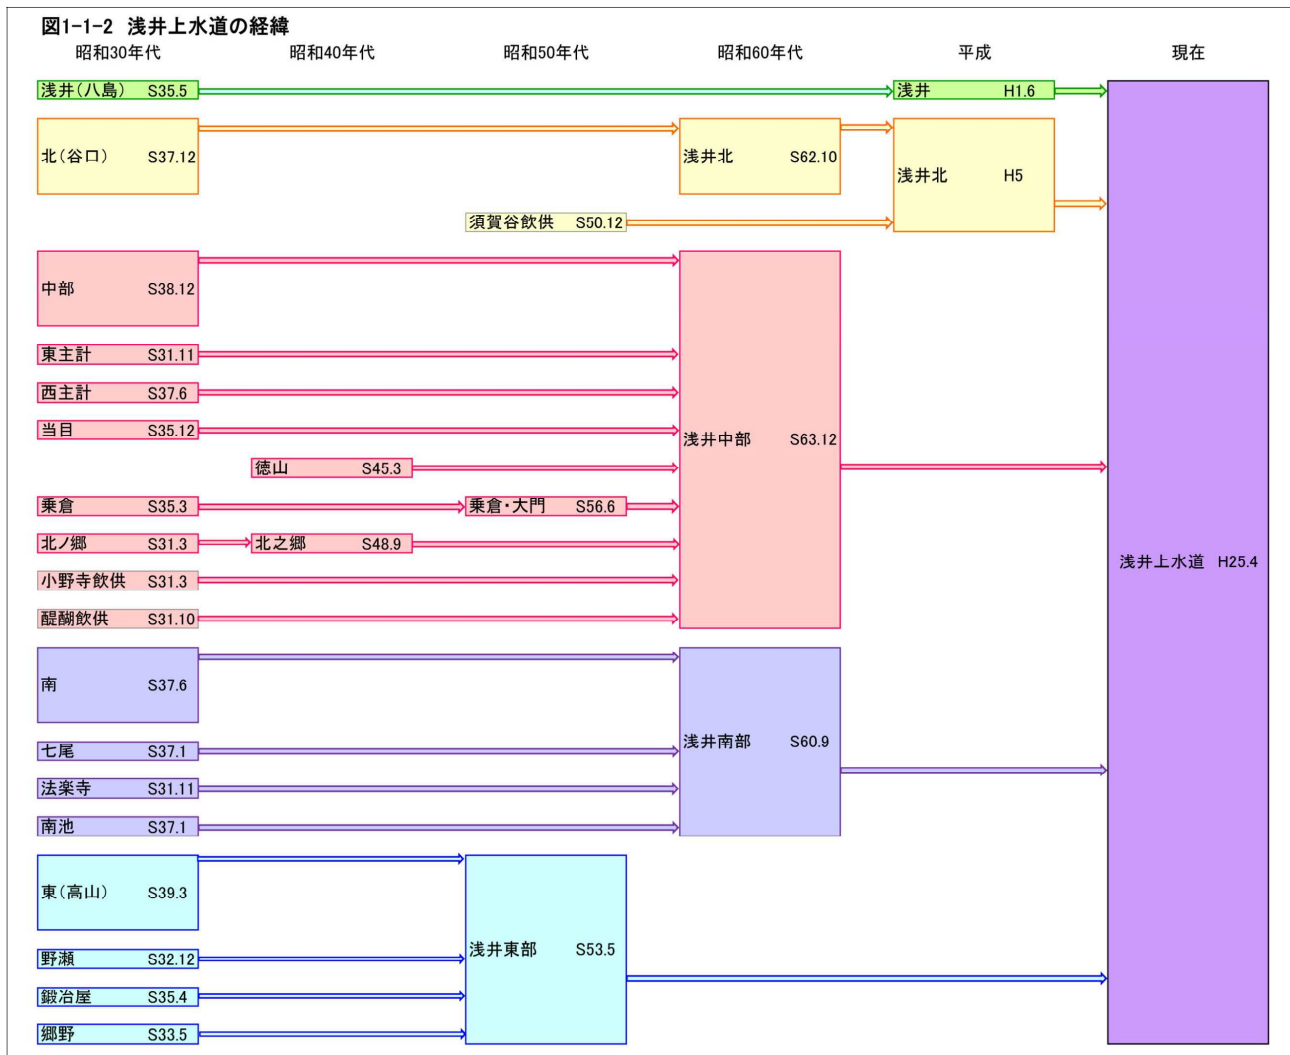 図1-1-2 浅井上水道の経緯
昭和30年代 昭和40年代 昭和50年代 昭和60年代 平成 現在
浅井(八島) S35.5 浅井 H1.6
北(谷口) S37.12 浅井北 S62.10
浅井北 H5
須賀谷飲供 S50.12
中部 S38.12
東主計 S31.11
西主計 S37.6
当目 S35.12
浅井中部 S63.12
徳山 S45.3
乗倉 S35.3 乗倉・大門 S56.6
北ノ郷 S31.3 北之郷 S48.9
浅井上水道 H25.4
小野寺飲供 S31.3
醍醐飲供 S31.10
南 S37.6
浅井南部 S60.9
七尾 S37.1
法楽寺 S31.11
南池 S37.1
東(高山) S39.3
浅井東部 S53.5
野瀬 S32.12
鍛冶屋 S35.4
郷野 S33.5